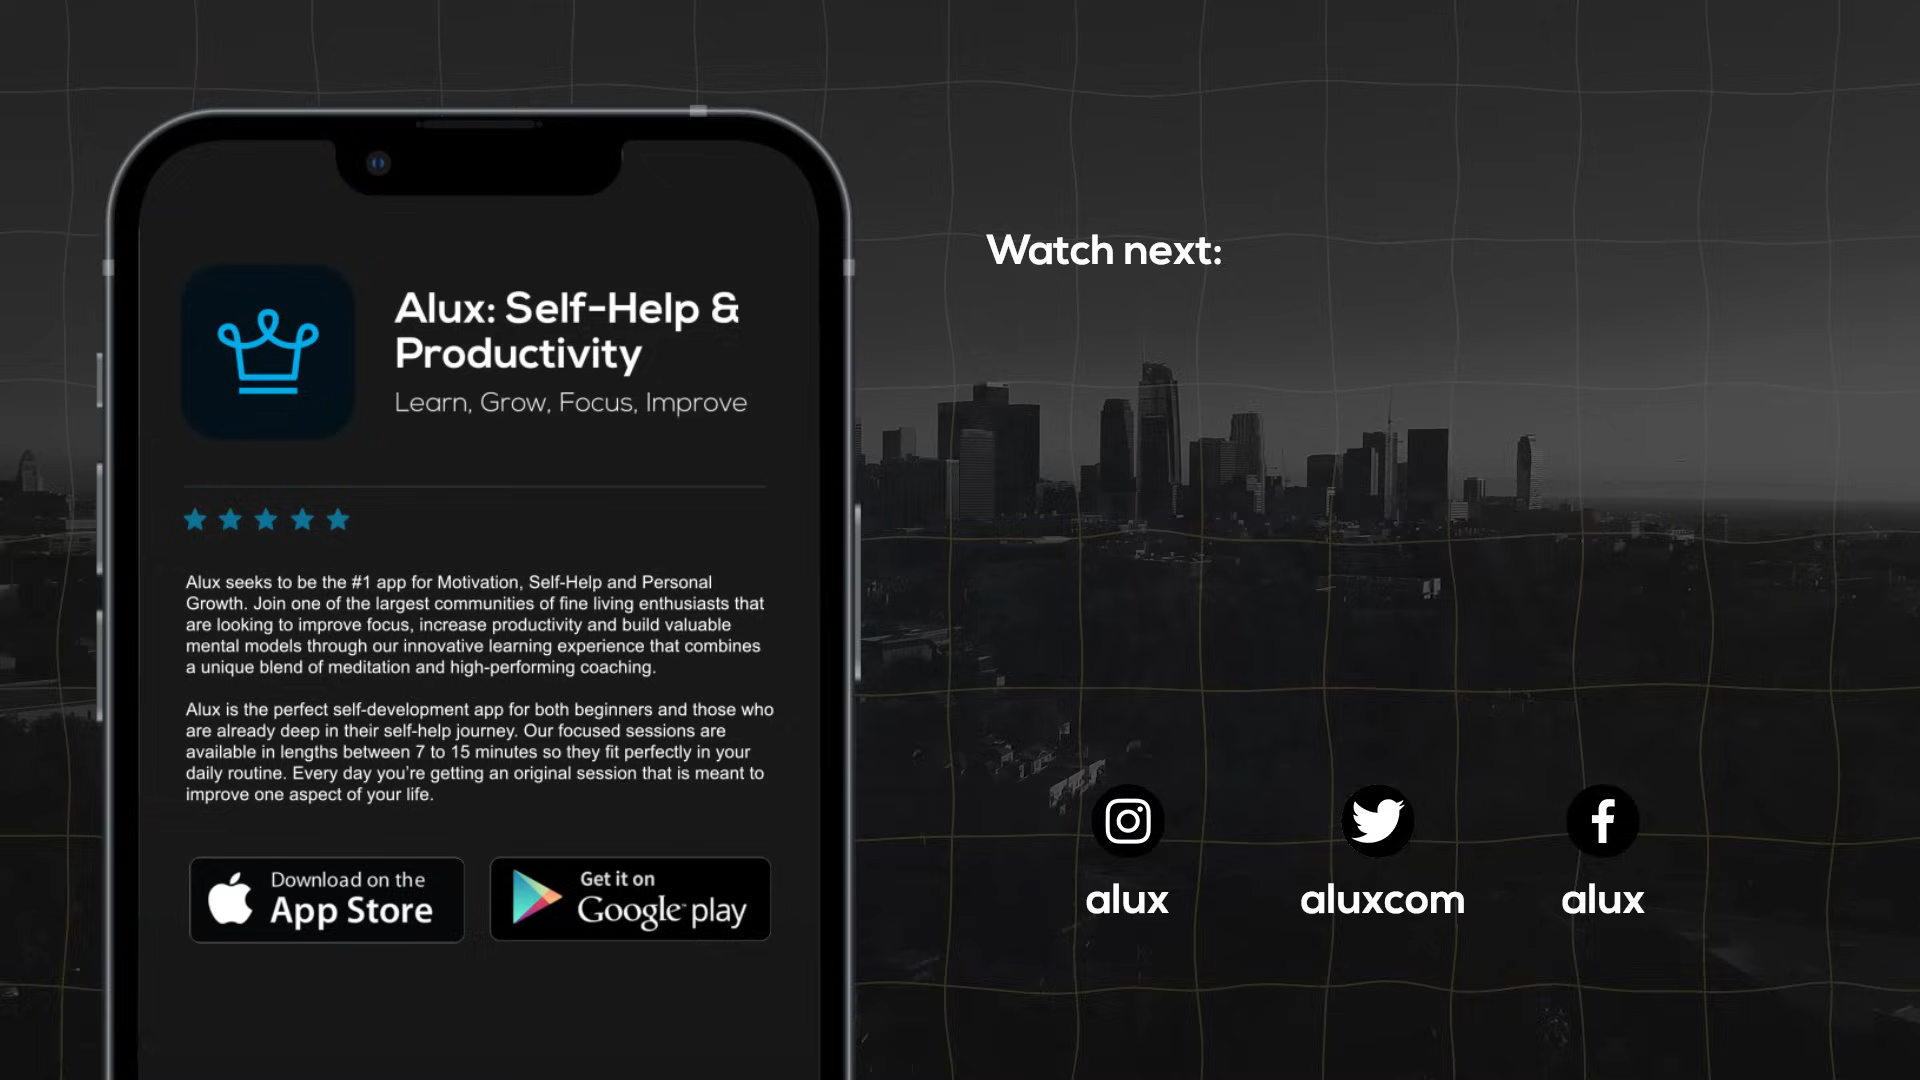 Alux: Self-Help &
Productivity
Learn, Grow, Focus, Improve
Alux seeks to be the #1 app for Motivation, Self-Help and Personal
Growth. Join one of the largest communities of fine living enthusiasts that
are looking to improve focus, increase productivity and build valuable
mental models through our innovative learning experience that combines
a unique blend of meditation and high-performing coaching.
Alux is the perfect self-development app for both beginners and those who
are already deep in their self-help journey. Our focused sessions are
available in lengths between 7 to 15 minutes so they fit perfectly in your
daily routine. Every day you're getting an original session that is meant to
improve one aspect of your life.
Download on the
App Store
Get it on
Google play
Watch next:
alux
aluxcom
alux